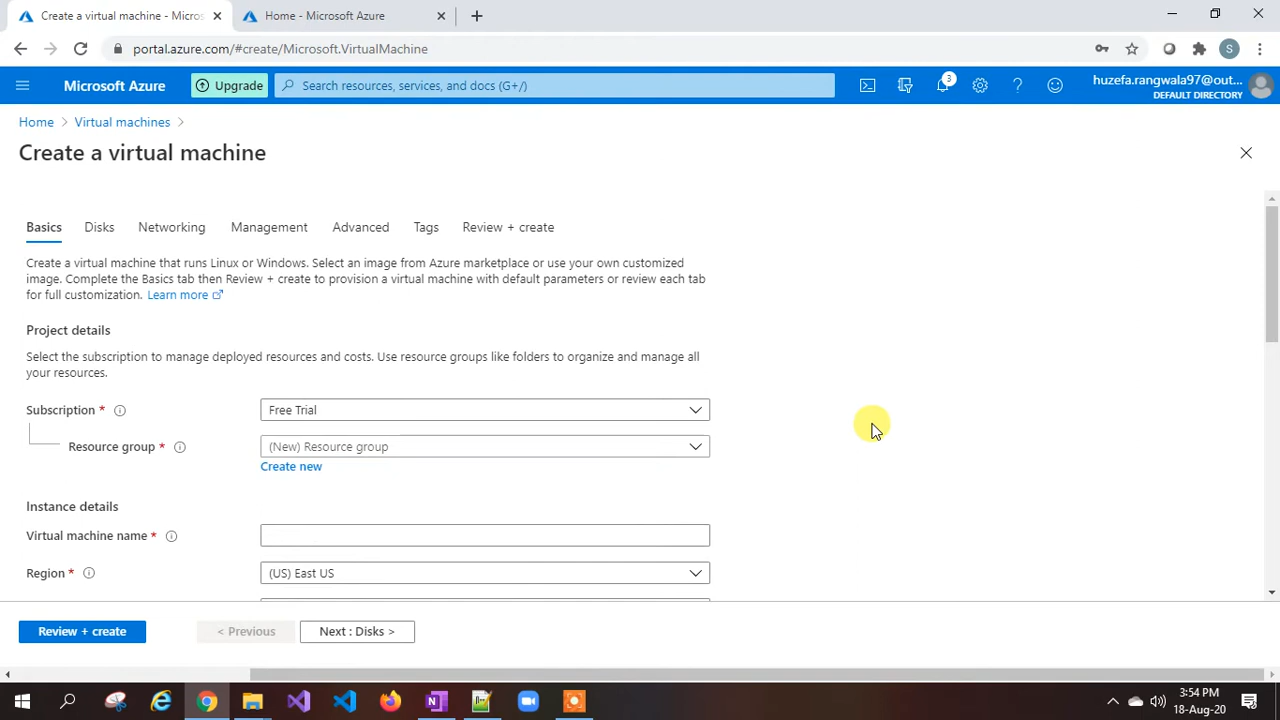 Create a virtual machine - Micros
Home - Microsoft Azure
portal.azure.com/#create/Microsoft.VirtualMachine
S
Microsoft Azure
Upgrade
Search resources, services, and docs (G+/)
3
huzefa.rangwala97@out...
DEFAULT DIRECTORY
Home > Virtual machines >
Create a virtual machine
Basics Disks Networking Management Advanced Tags Review + create
Create a virtual machine that runs Linux or Windows. Select an image from Azure marketplace or use your own customized
image. Complete the Basics tab then Review + create to provision a virtual machine with default parameters or review each tab
for full customization. Learn more
Project details
Select the subscription to manage deployed resources and costs. Use resource groups like folders to organize and manage all
your resources.
Subscription * Free Trial
Resource group * (New) Resource group
Create new
Instance details
Virtual machine name *
Region * (US) East US
Review + create < Previous Next : Disks >
3:54 PM
18-Aug-20